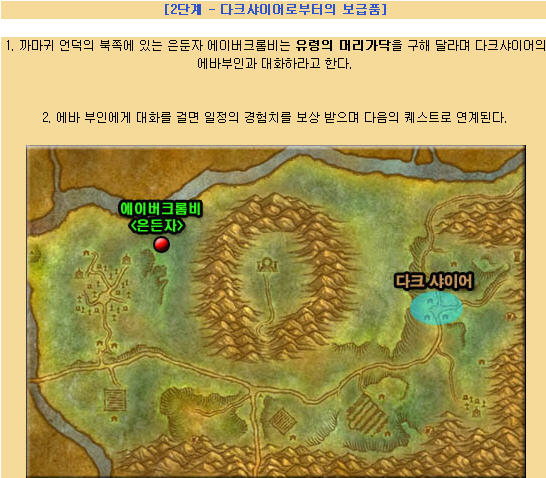 [2단계 - 다크샤이어로부터의 보급품]
1. 까마귀 언덕의 북쪽에 있는 은둔자 에이버크롬비는 유령의 머리가닥을 구해 달라며 다크샤이어의
에바부인과 대화하라고 한다.
2. 에바 부인에게 대화를 걸면 일정의 경험치를 보상 받으며 다음의 퀘스트로 연계된다.
에이버크롬비
<은둔자>
다크 샤이어